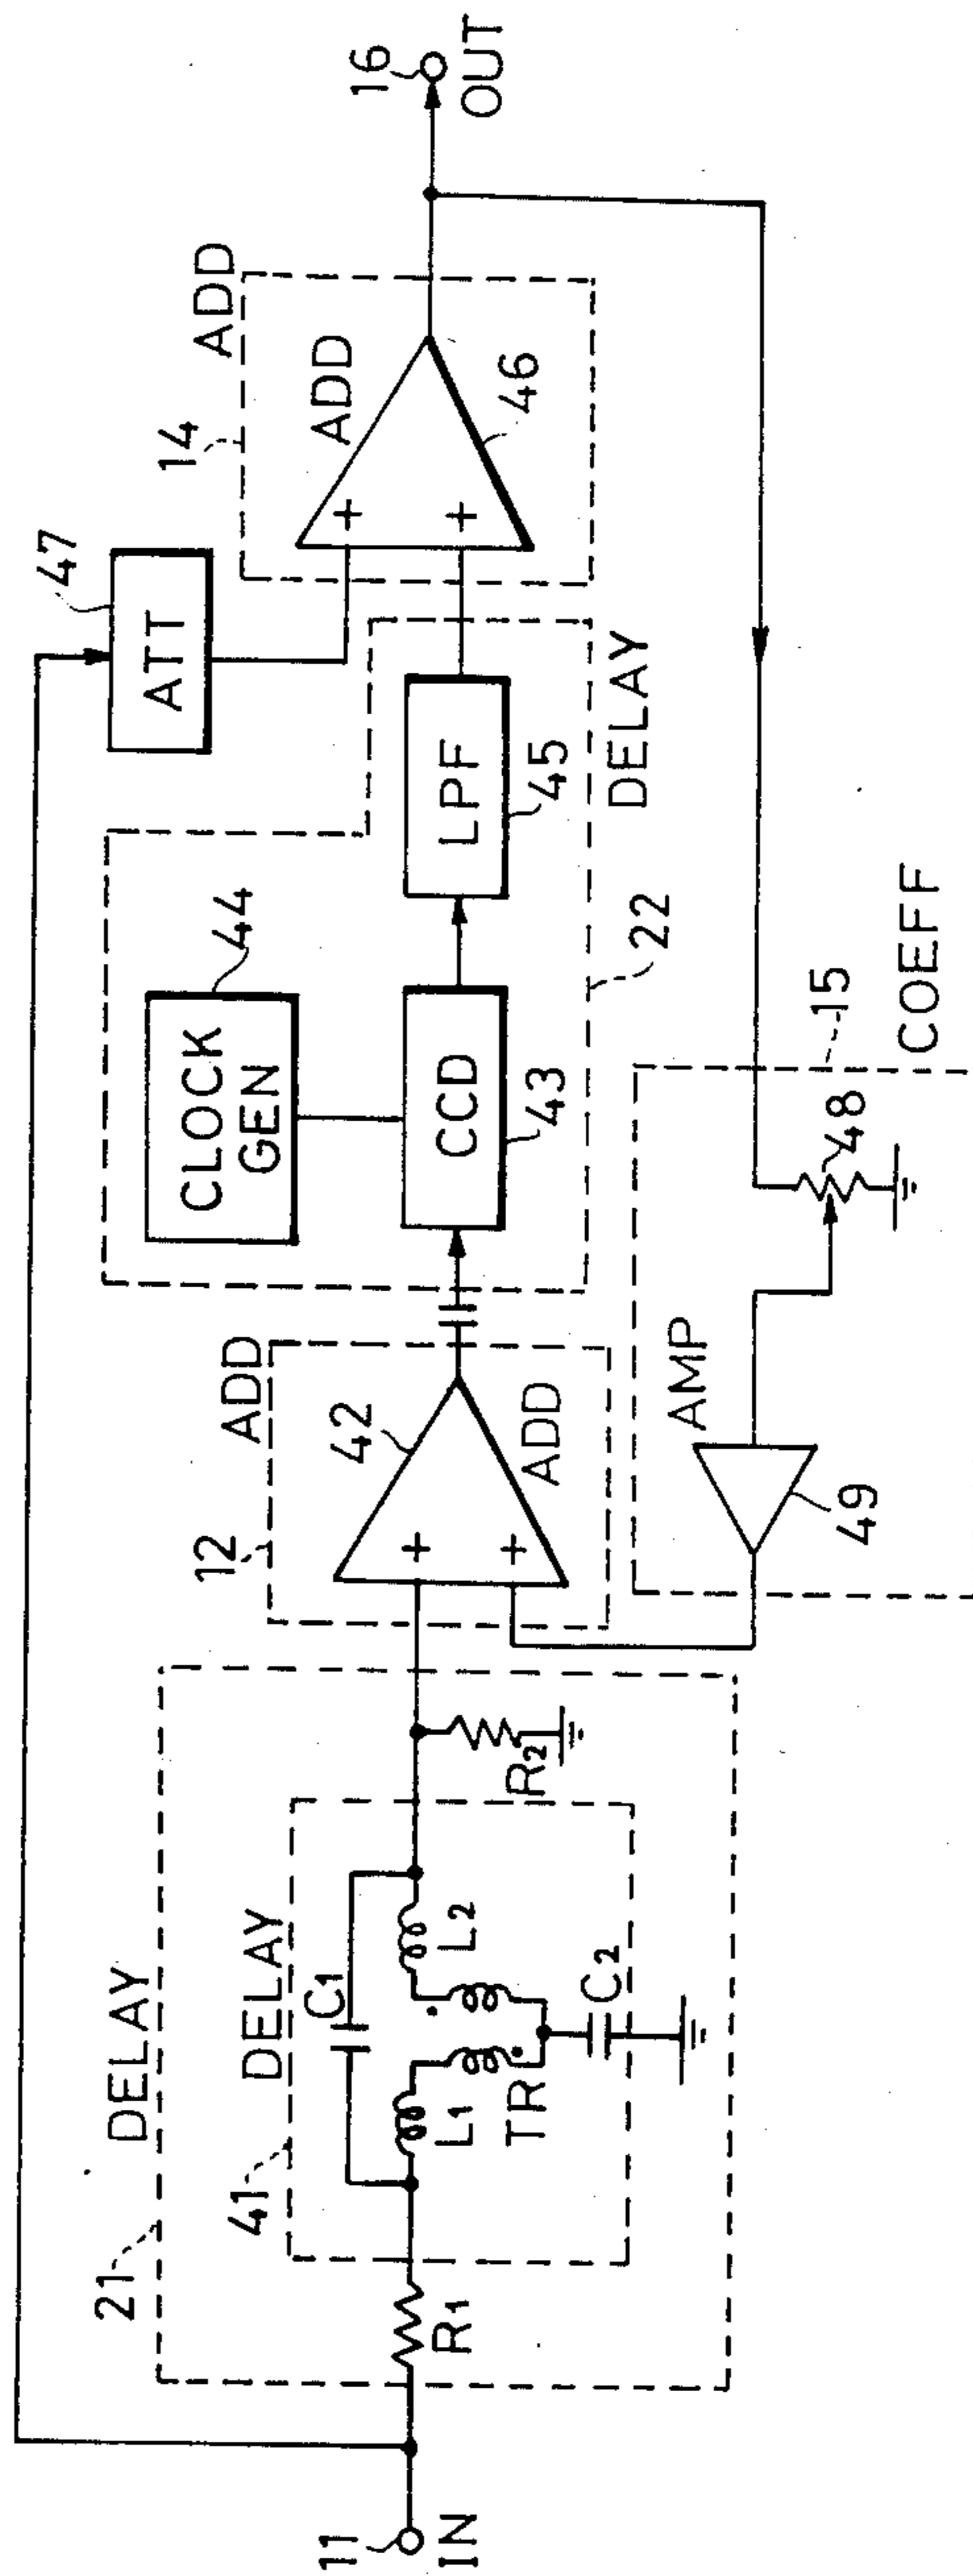 11
IN
21
DELAY
R1
41
DELAY
C1
L1
TR
L2
C2
R2
12
ADD
42
ADD
CLOCK
GEN
44
CCD
43
LPF
45
22
DELAY
47
ATT
14
ADD
ADD
46
16
OUT
AMP
49
48
15
COEFF
+
+
+
+